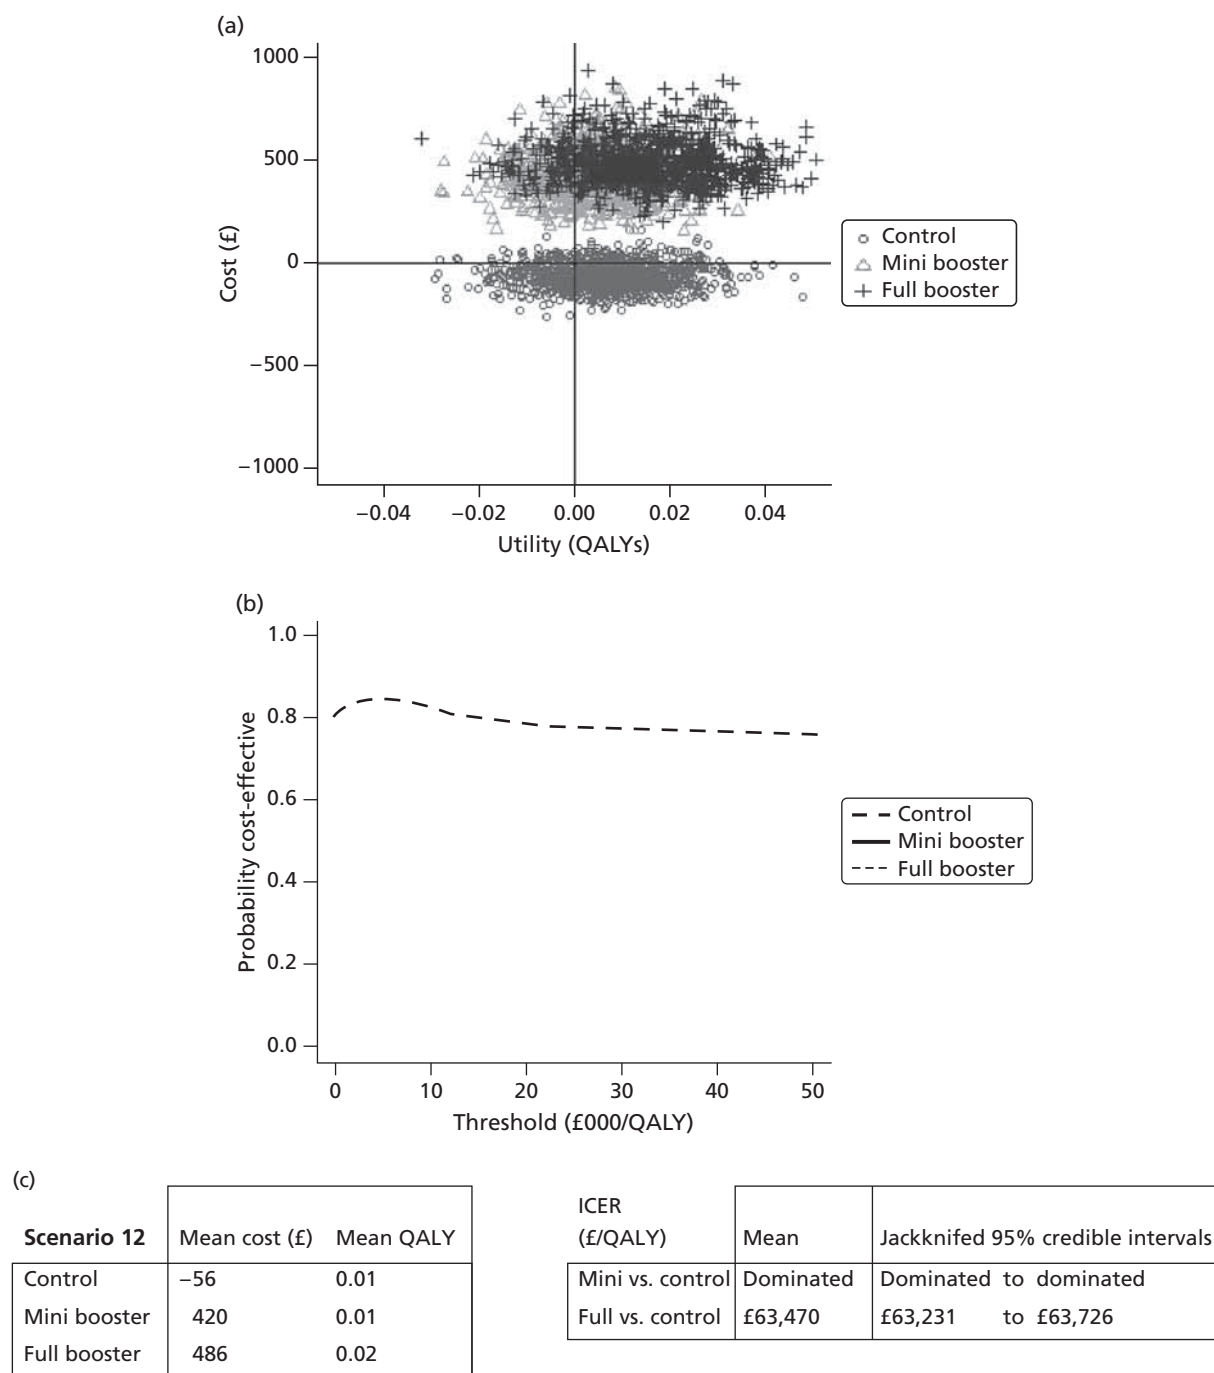 (a)
1000
500
0
−500
−1000
Cost (£)
−0.04 −0.02 0.00 0.02 0.04
Utility (QALYs)
Control
Mini booster
Full booster
(b)
1.0
0.8
0.6
0.4
0.2
0.0
Probability cost-effective
0 10 20 30 40 50
Threshold (£000/QALY)
Control
Mini booster
Full booster
(c)
Scenario 12 Mean cost (£) Mean QALY
Control −56 0.01
Mini booster 420 0.01
Full booster 486 0.02
ICER
(£/QALY) Mean Jackknifed 95% credible intervals
Mini vs. control Dominated Dominated to dominated
Full vs. control £63,470 £63,231 to £63,726